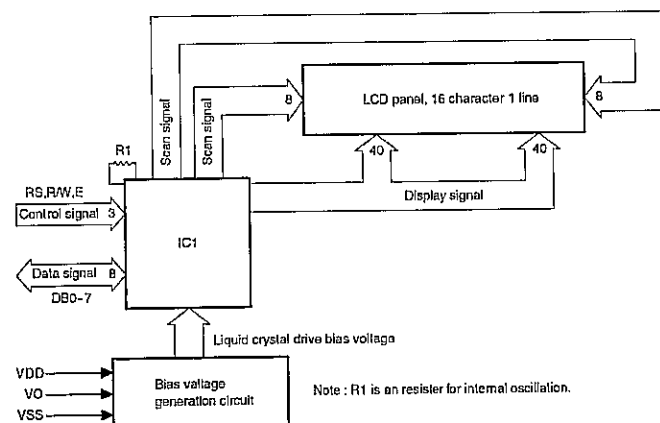 LCD panel, 16 character 1 line
8
8
Scan signal
Scan signal
R1
40
40
Display signal
RS,R/W,E
Control signal 3
IC1
Data signal 8
DB0-7
Liquid crystal drive bias voltage
VDD
VO
VSS
Bias valtage
generation circuit
Note : R1 is an resister for internal oscillation.